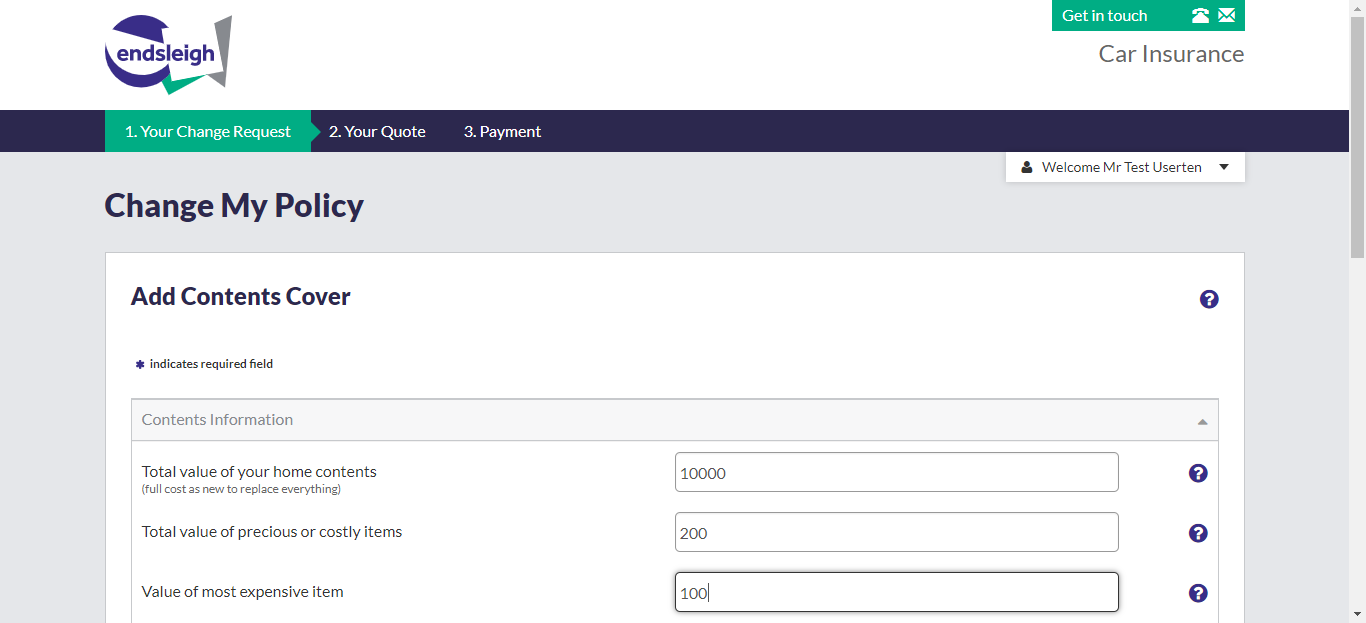 endsleigh
Get in touch
Car Insurance
1. Your Change Request 2. Your Quote 3. Payment
Welcome Mr Test Userten
Change My Policy
Add Contents Cover
* indicates required field
Contents Information
Total value of your home contents 10000
(full cost as new to replace everything)
Total value of precious or costly items 200
Value of most expensive item 100